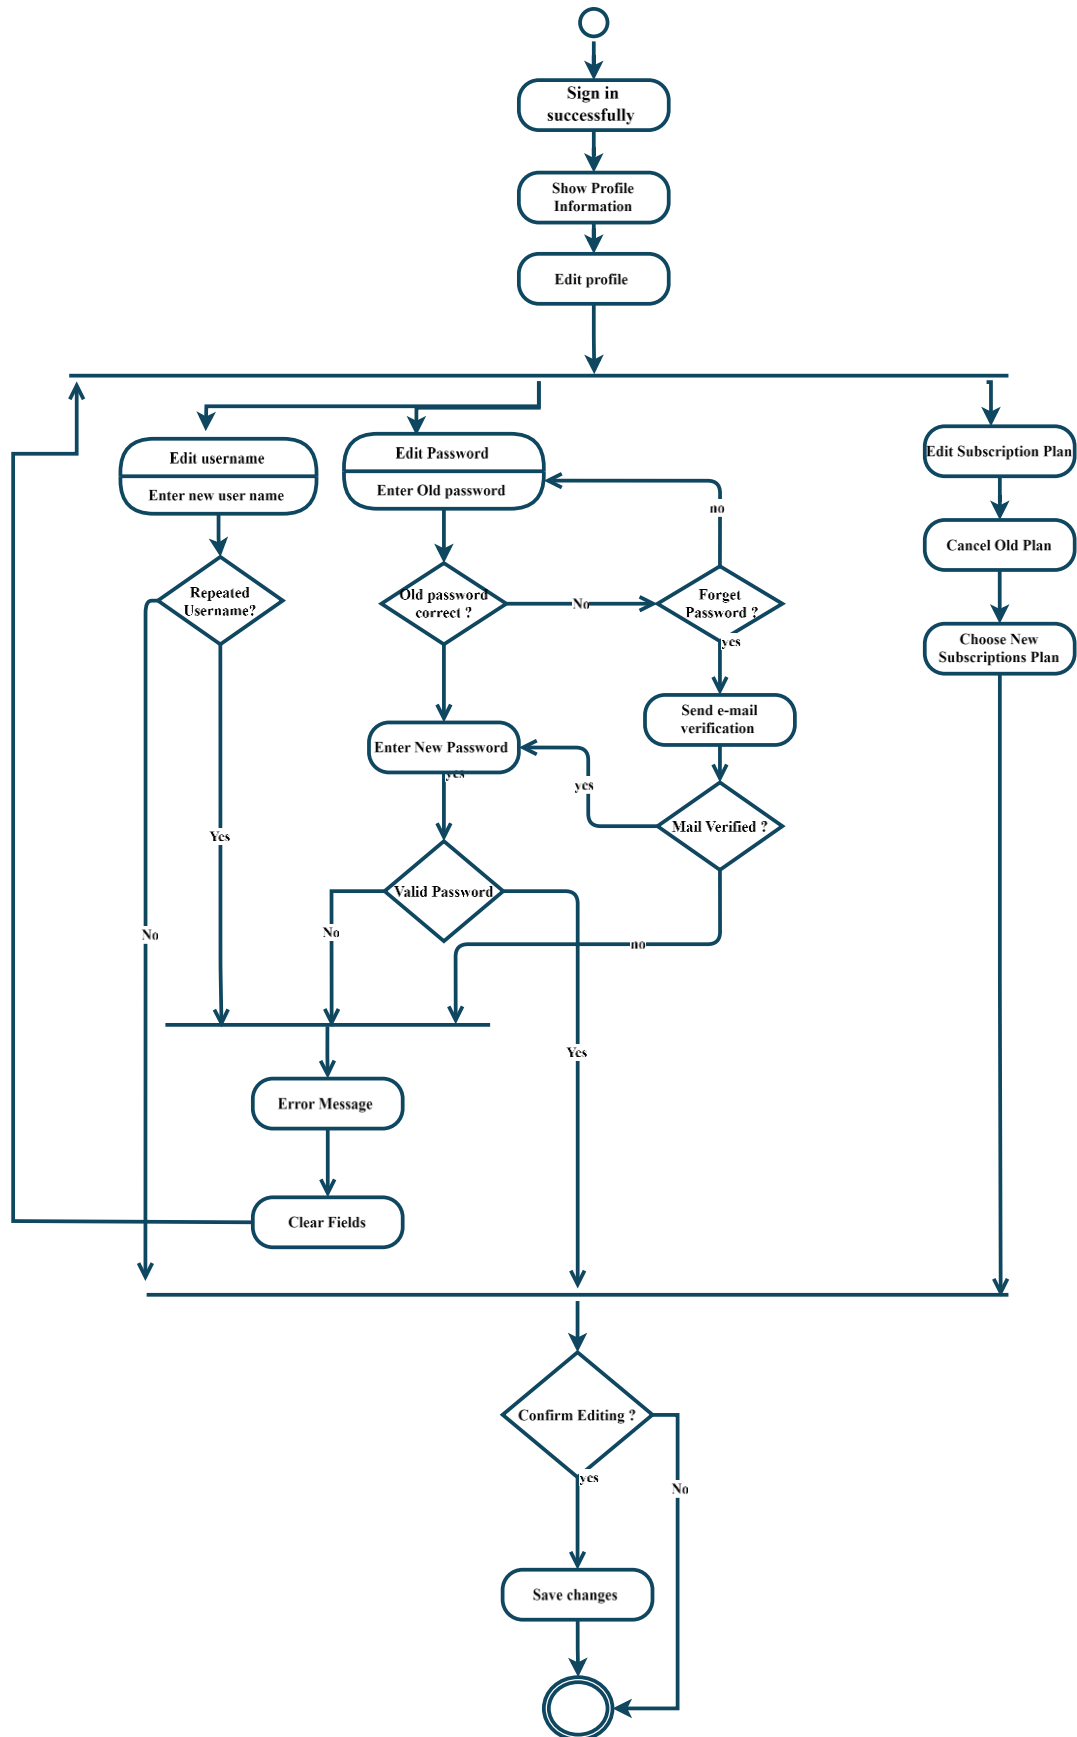 Sign in
successfully
Show Profile
Information
Edit profile
Edit username
Enter new user name
Edit Password
Enter Old password
Edit Subscription Plan
no
Cancel Old Plan
Repeated
Username?
Old password
correct ?
No
Forget
Password ?
yes
Choose New
Subscriptions Plan
Send e-mail
verification
Enter New Password
yes
yes
Mail Verified ?
Yes
Valid Password
No
No
no
Yes
Error Message
Clear Fields
Confirm Editing ?
yes
No
Save changes